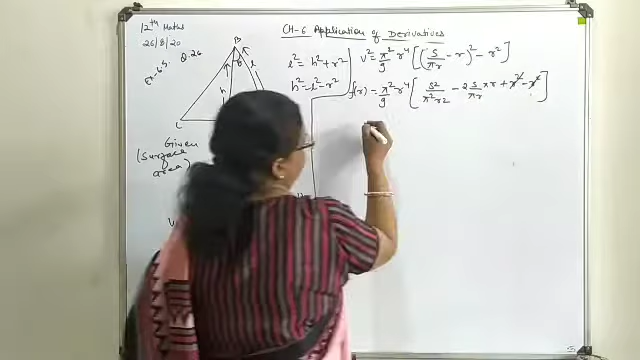 12th Maths
26/8/20
Ex-6.5, Q.26
CH-6 Application of Derivatives
B
θ
l
h
C
Given
(Surface
area)
V
l² = h² + r²
h² = l² - r²
V² = π²/9 r⁴ [(S/πr - r)² - r²]
f(r) = π²/9 r⁴ [S²/π²r² - 2S/πr × r + r² - r²]